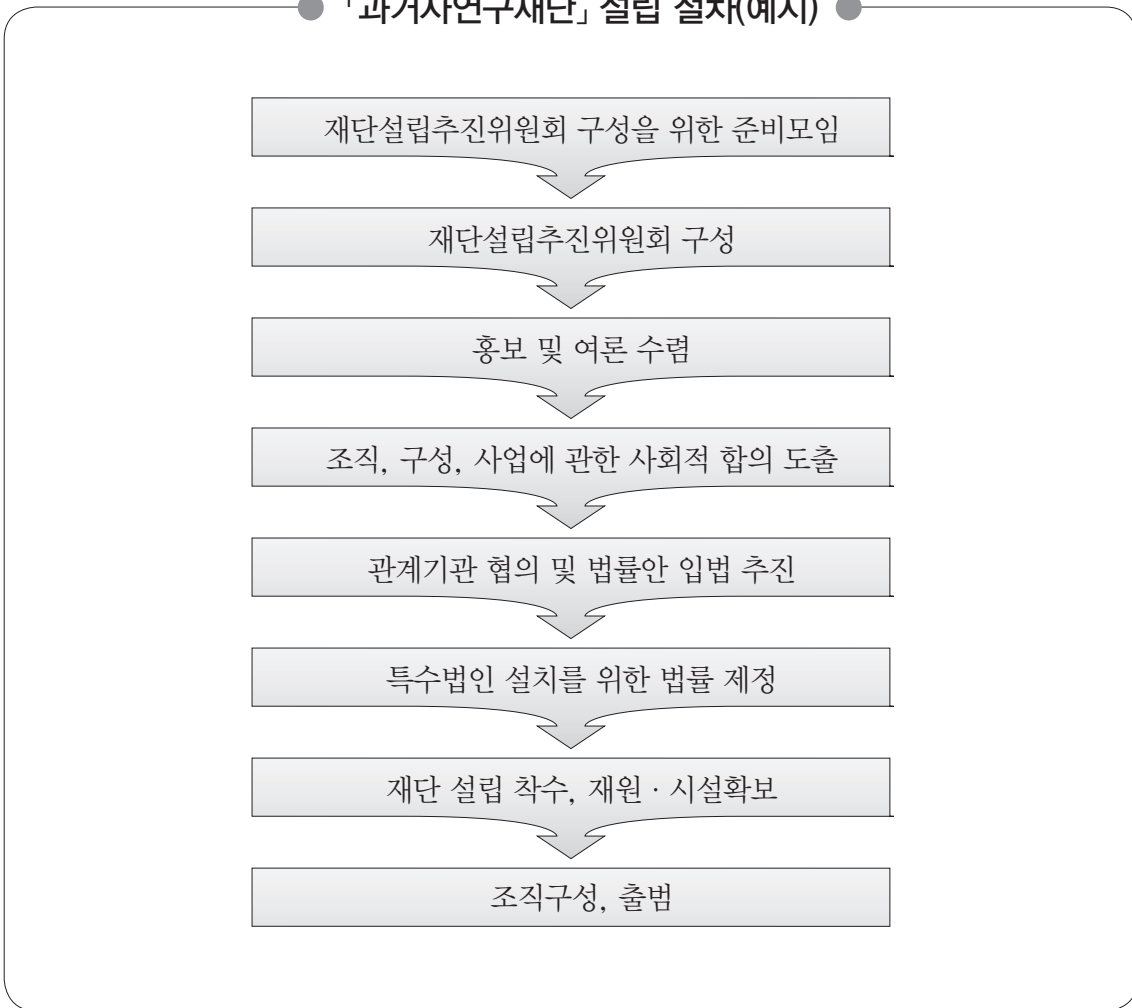 「과거사연구재단」 설립 절차(예시)
재단설립추진위원회 구성을 위한 준비모임
재단설립추진위원회 구성
홍보 및 여론 수렴
조직, 구성, 사업에 관한 사회적 합의 도출
관계기관 협의 및 법률안 입법 추진
특수법인 설치를 위한 법률 제정
재단 설립 착수, 재원 · 시설확보
조직구성, 출범